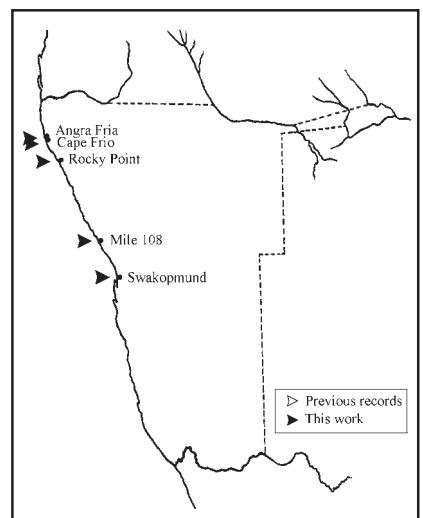 Angra Fria
Cape Frio
Rocky Point
Mile 108
Swakopmund
Previous records
This work